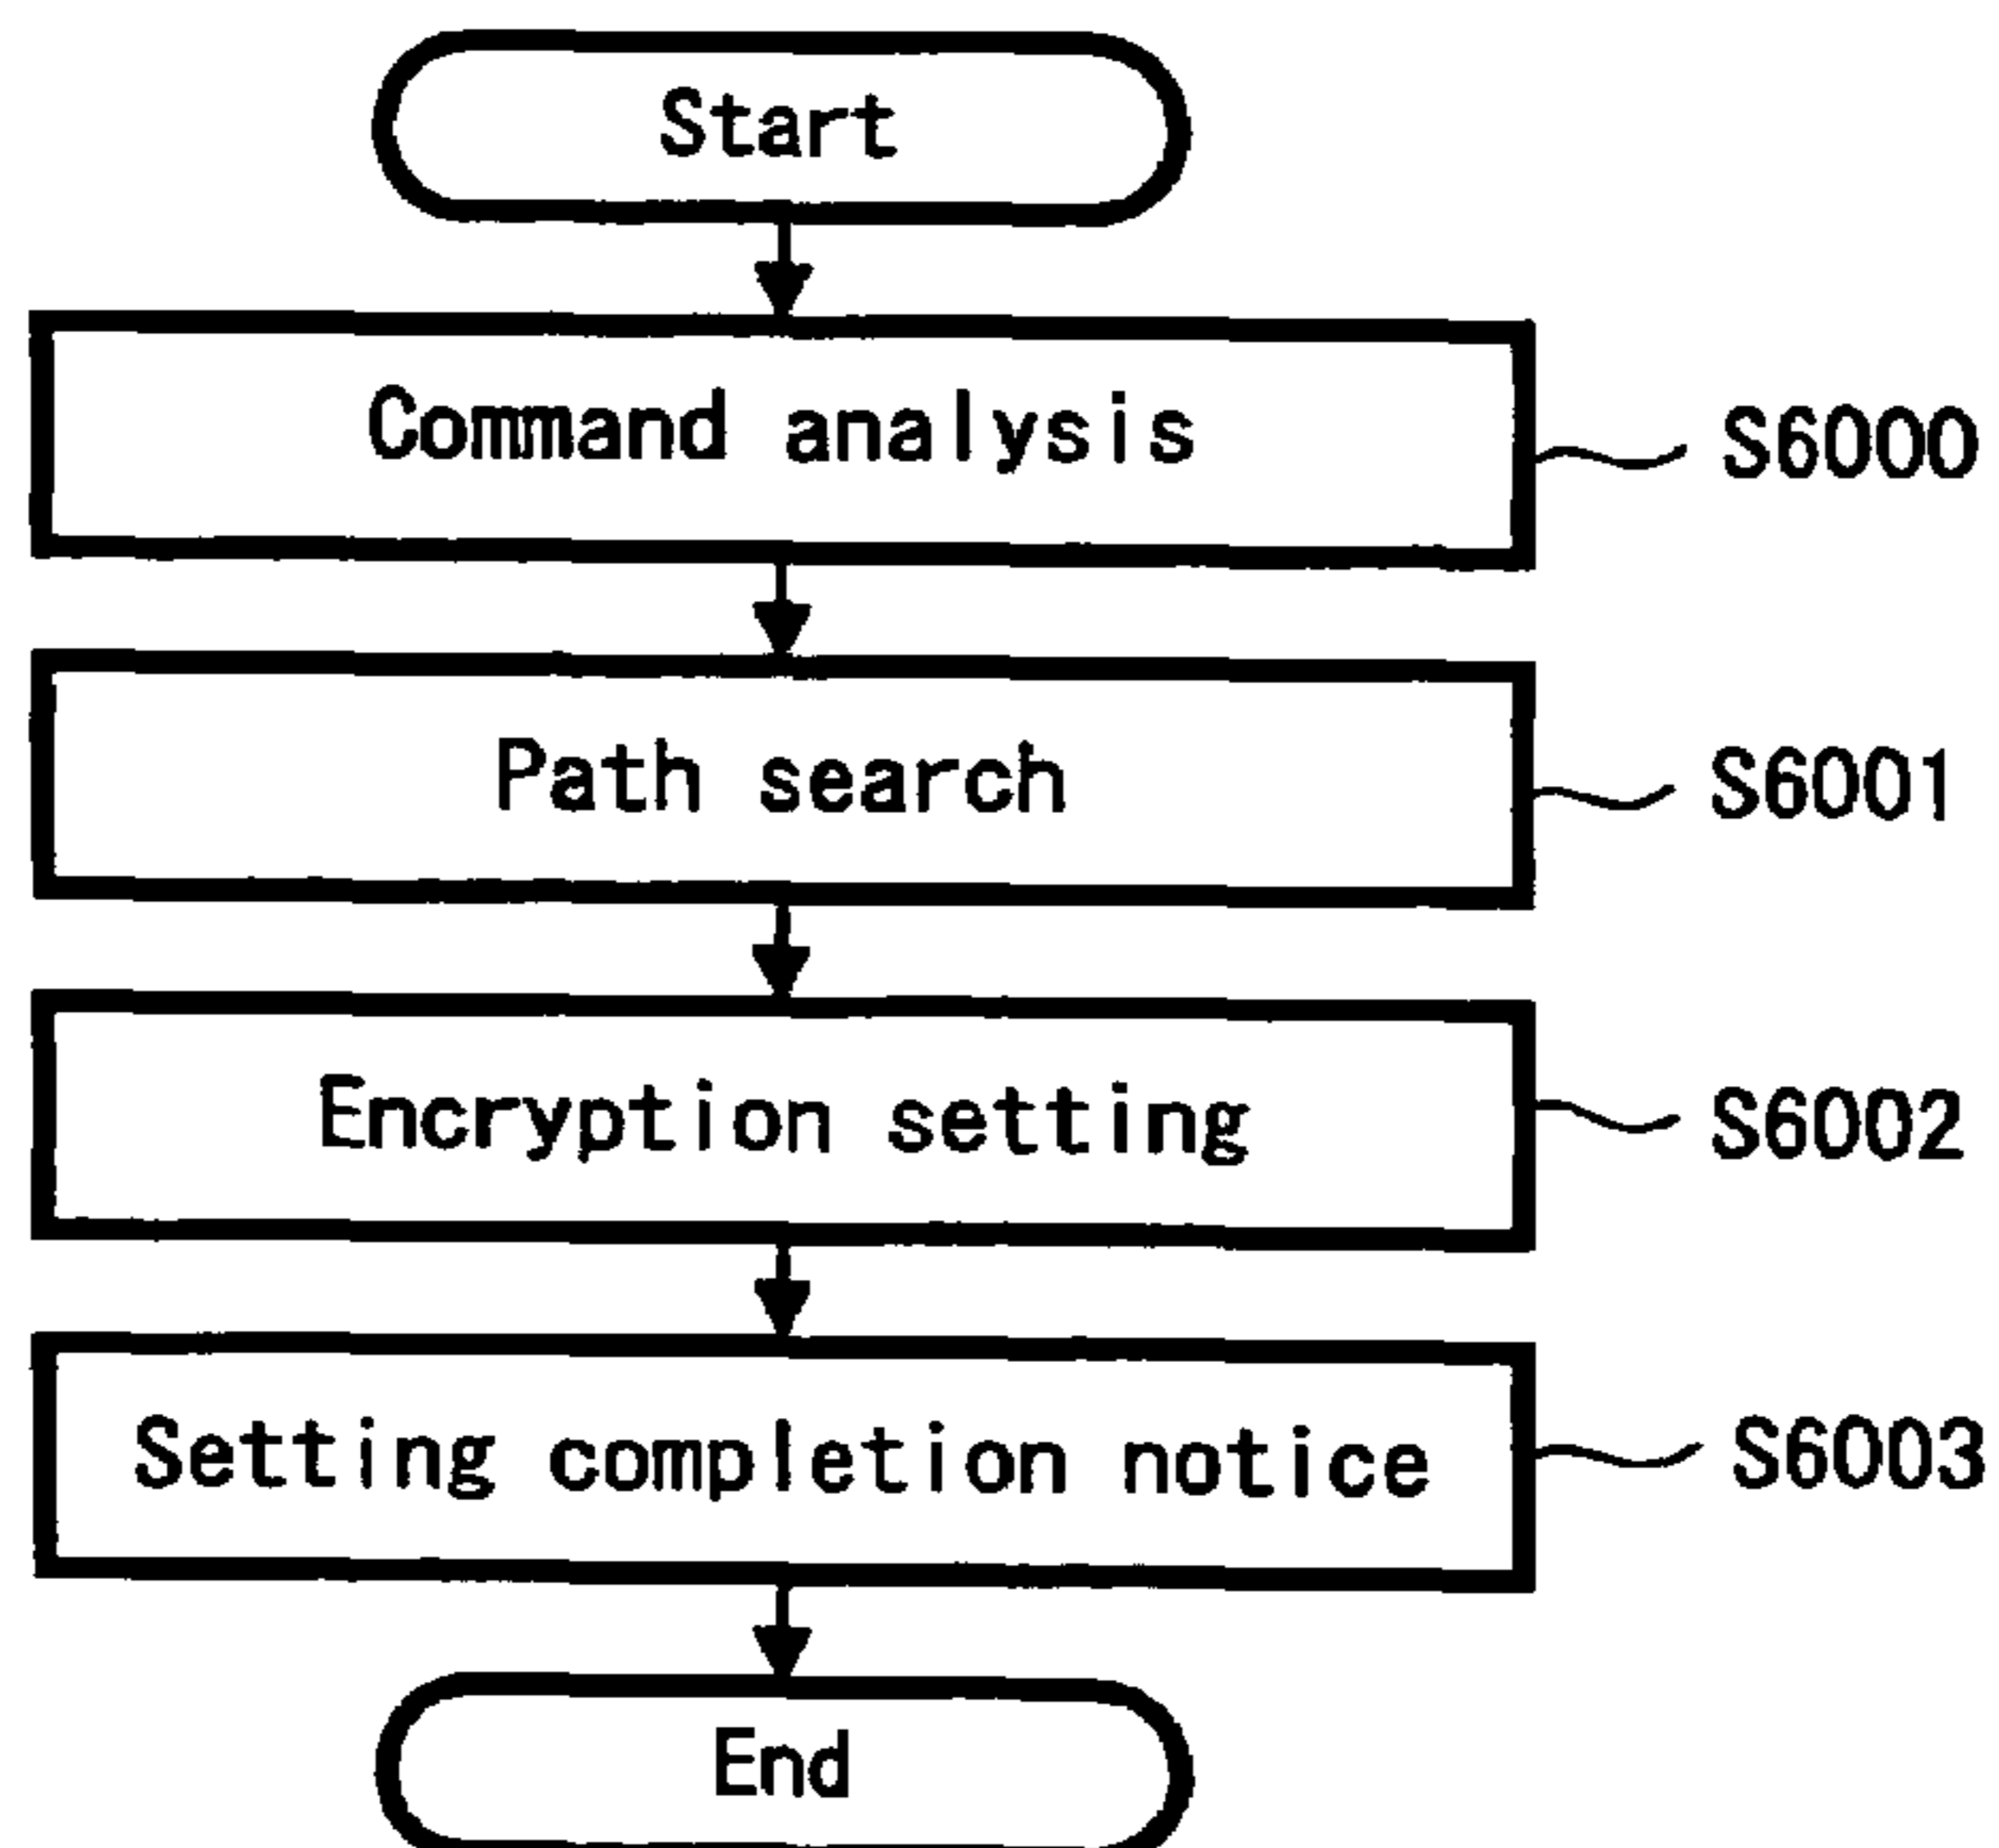 Start
Command analysis
S6000
Path search
S6001
Encryption setting
S6002
Setting completion notice
S6003
End